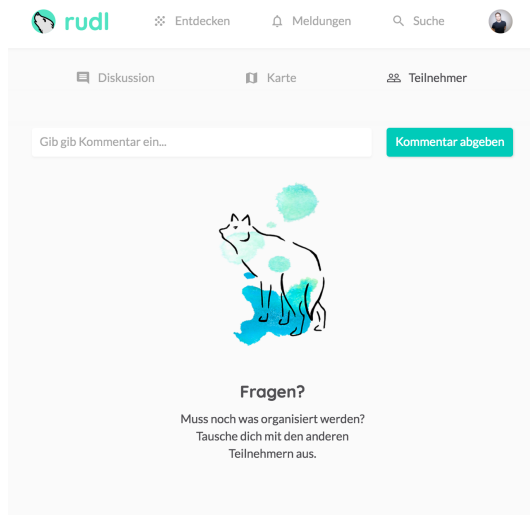 rudl
Entdecken
Meldungen
Suche
Diskussion
Karte
Teilnehmer
Gib gib Kommentar ein...
Kommentar abgeben
Fragen?
Muss noch was organisiert werden?
Tausche dich mit den anderen
Teilnehmern aus.